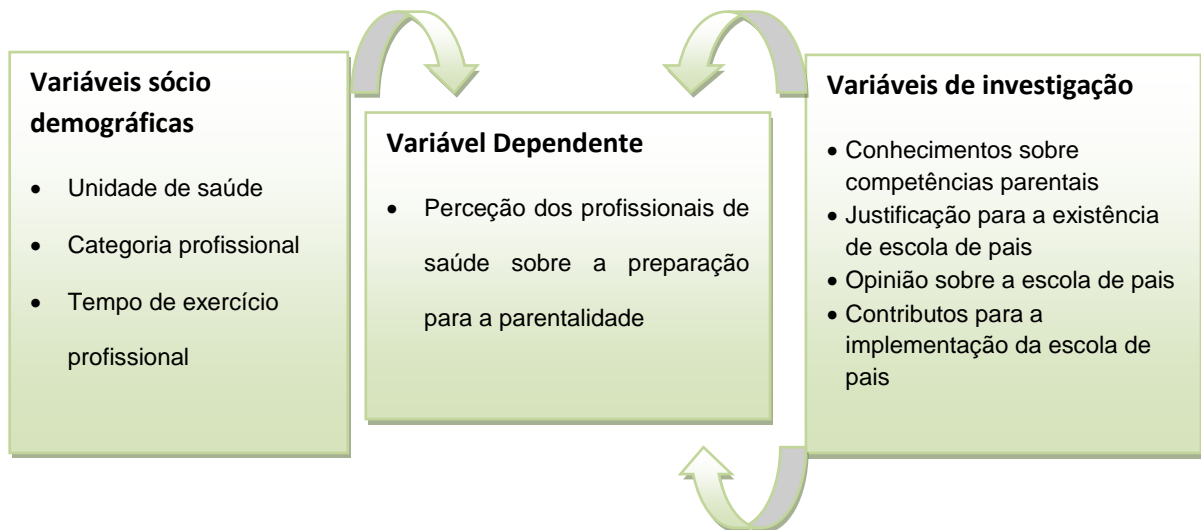 Variáveis sócio
demográficas
• Unidade de saúde
• Categoria profissional
• Tempo de exercício
profissional
Variável Dependente
• Perceção dos profissionais de
saúde sobre a preparação
para a parentalidade
Variáveis de investigação
• Conhecimentos sobre
competências parentais
• Justificação para a existência
de escola de pais
• Opinião sobre a escola de pais
• Contributos para a
implementação da escola de
pais